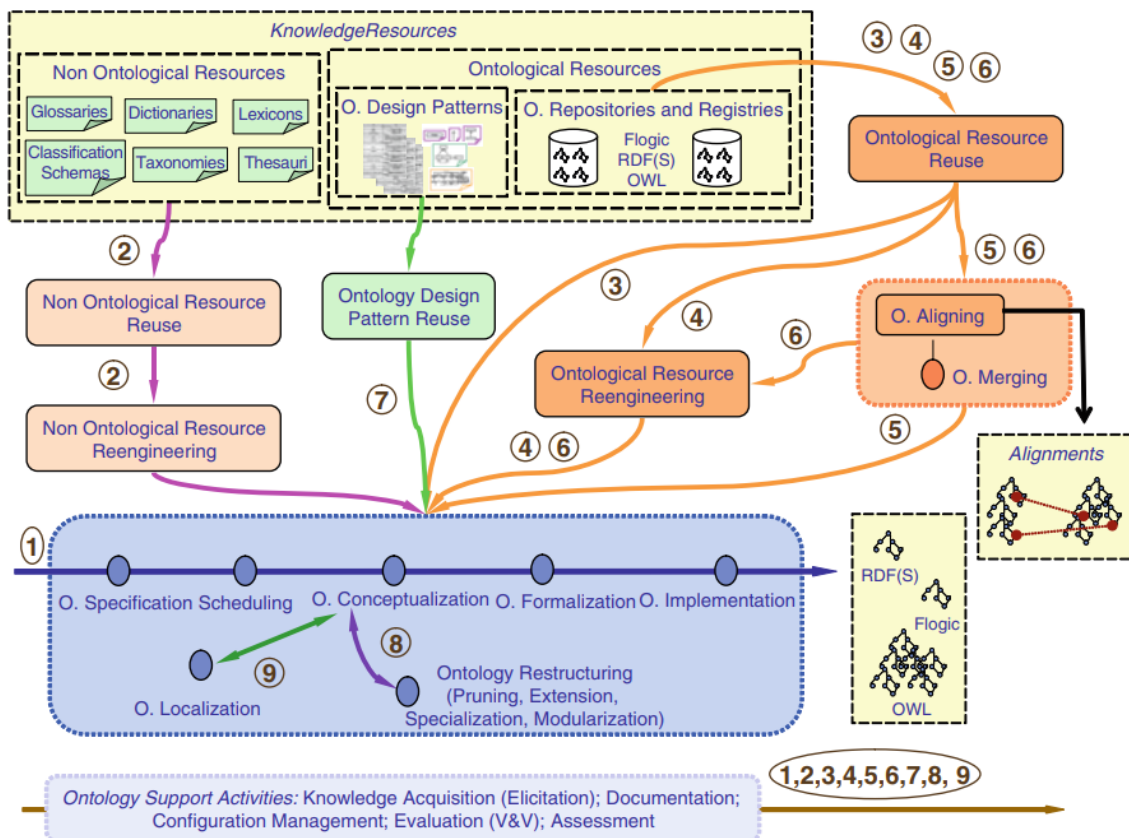 KnowledgeResources
Non Ontological Resources
Glossaries
Dictionaries
Lexicons
Classification
Schemas
Taxonomies
Thesauri
Ontological Resources
O. Design Patterns
O. Repositories and Registries
Flogic
RDF(S)
OWL
3 4
5 6
Ontological Resource
Reuse
2
Non Ontological Resource
Reuse
2
Non Ontological Resource
Reengineering
Ontology Design
Pattern Reuse
7
3
4
5 6
O. Aligning
O. Merging
6
Ontological Resource
Reengineering
4 6
5
Alignments
1
O. Specification
Scheduling
O. Conceptualization
O. Formalization
O. Implementation
9
8
O. Localization
Ontology Restructuring
(Pruning, Extension,
Specialization, Modularization)
RDF(S)
Flogic
OWL
1,2,3,4,5,6,7,8, 9
Ontology Support Activities: Knowledge Acquisition (Elicitation); Documentation;
Configuration Management; Evaluation (V&V); Assessment